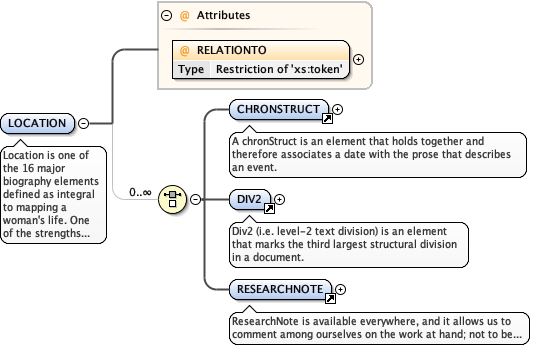 @ Attributes
@ RELATIONTO
Type Restriction of 'xs:token'
LOCATION
Location is one of
the 16 major
biography elements
defined as integral
to mapping a
woman's life. One
of the strengths...
0..∞
CHRONSTRUCT
A chronStruct is an element that holds together and
therefore associates a date with the prose that describes
an event.
DIV2
Div2 (i.e. level-2 text division) is an element
that marks the third largest structural division
in a document.
RESEARCHNOTE
ResearchNote is available everywhere, and it allows us to
comment among ourselves on the work at hand; not to be...